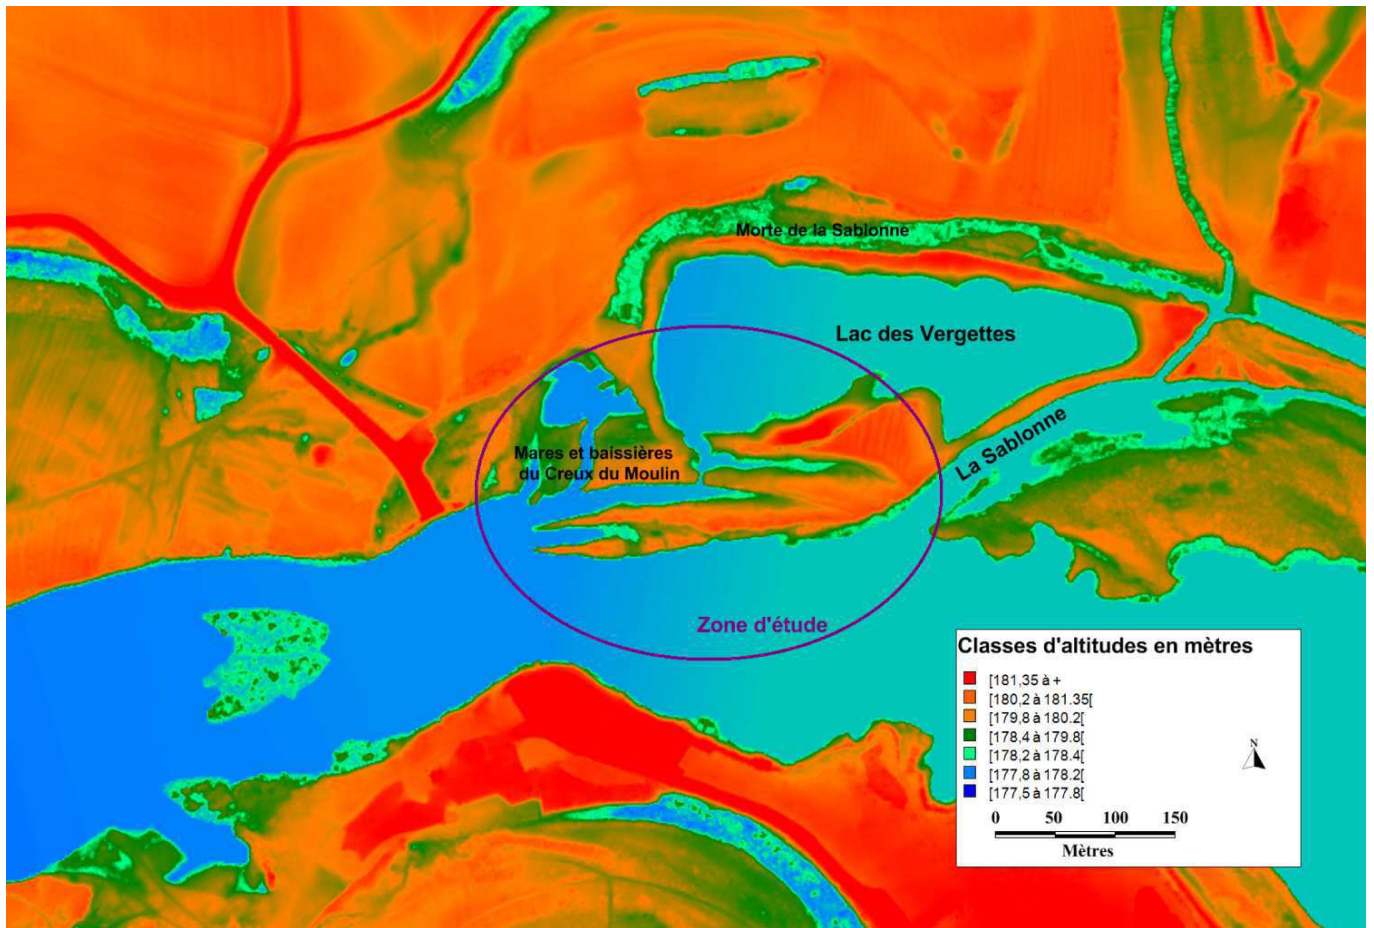 Morte de la Sablonne
Lac des Vergettes
La Sablonne
Mares et baissières
du Creux du Moulin
Zone d'étude
Classes d'altitudes en mètres
[181,35 à +
[180,2 à 181.35[
[179,8 à 180.2[
[178,4 à 179.8[
[178,2 à 178.4[
[177,8 à 178.2[
[177,5 à 177.8[
N
0 50 100 150
Mètres